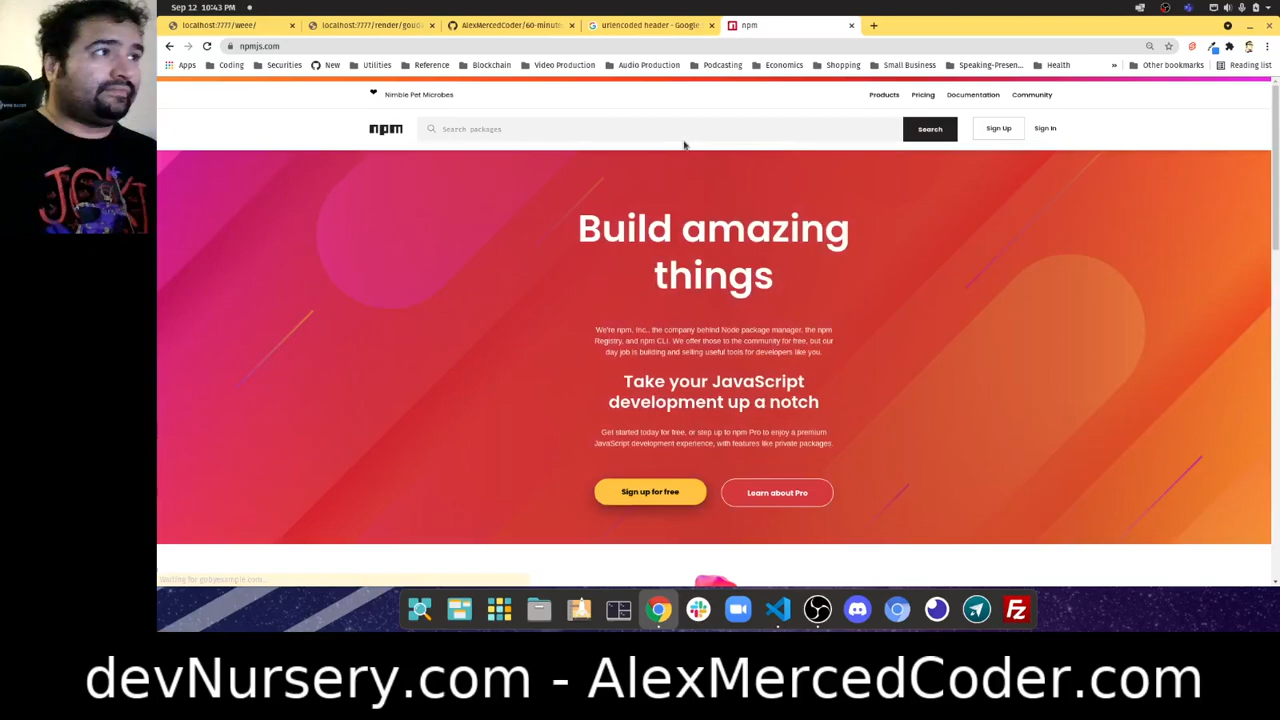 Sep 12 10:43 PM
localhost:7777/weee/
localhost:7777/render/goud
AlexMercedCoder/60-minute
urlencoded header - Google
npm
npmjs.com
Apps
Coding
Securities
New
Utilities
Reference
Blockchain
Video Production
Audio Production
Podcasting
Economics
Shopping
Small Business
Speaking-Presen...
Health
»
Other bookmarks
Reading list
❤
Nimble Pet Microbes
Products
Pricing
Documentation
Community
npm
Search packages
Search
Sign Up
Sign In
Build amazing
things
We're npm, Inc., the company behind Node package manager, the npm
Registry, and npm CLI. We offer those to the community for free, but our
day job is building and selling useful tools for developers like you.
Take your JavaScript
development up a notch
Get started today for free, or step up to npm Pro to enjoy a premium
JavaScript development experience, with features like private packages.
Sign up for free
Learn about Pro
Waiting for gobyexample.com...
devNursery.com - AlexMercedCoder.com